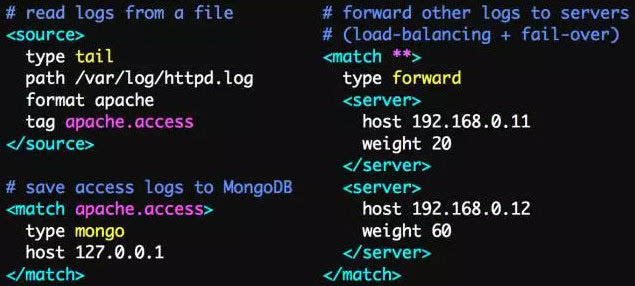 # read logs from a file
<source>
  type tail
  path /var/log/httpd.log
  format apache
  tag apache.access
</source>

# save access logs to MongoDB
<match apache.access>
  type mongo
  host 127.0.0.1
</match>

# forward other logs to servers
# (load-balancing + fail-over)
<match **>
  type forward
  <server>
    host 192.168.0.11
    weight 20
  </server>
  <server>
    host 192.168.0.12
    weight 60
  </server>
</match>